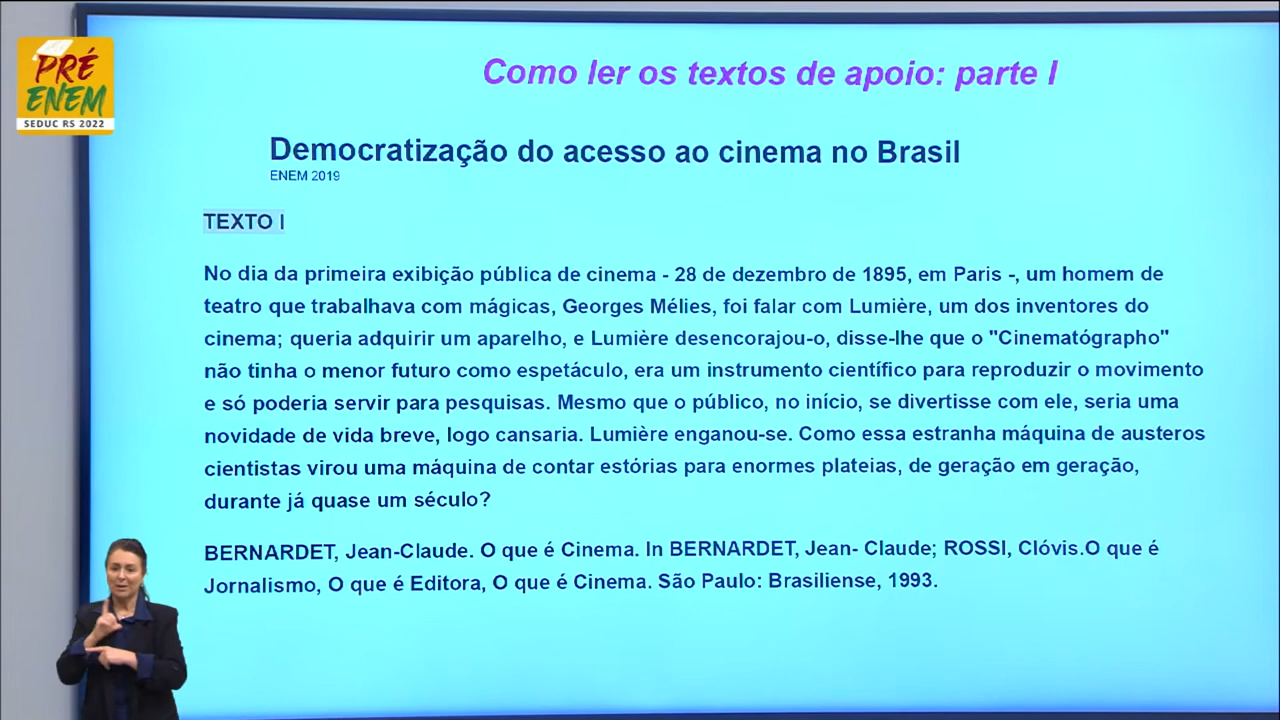 PRÉ
ENEM
SEDUC RS 2022
Como ler os textos de apoio: parte I
Democratização do acesso ao cinema no Brasil
ENEM 2019
TEXTO I
No dia da primeira exibição pública de cinema - 28 de dezembro de 1895, em Paris -, um homem de
teatro que trabalhava com mágicas, Georges Mélies, foi falar com Lumière, um dos inventores do
cinema; queria adquirir um aparelho, e Lumière desencorajou-o, disse-lhe que o "Cinematógrapho"
não tinha o menor futuro como espetáculo, era um instrumento científico para reproduzir o movimento
e só poderia servir para pesquisas. Mesmo que o público, no início, se divertisse com ele, seria uma
novidade de vida breve, logo cansaria. Lumière enganou-se. Como essa estranha máquina de austeros
cientistas virou uma máquina de contar estórias para enormes plateias, de geração em geração,
durante já quase um século?
BERNARDET, Jean-Claude. O que é Cinema. In BERNARDET, Jean- Claude; ROSSI, Clóvis.O que é
Jornalismo, O que é Editora, O que é Cinema. São Paulo: Brasiliense, 1993.